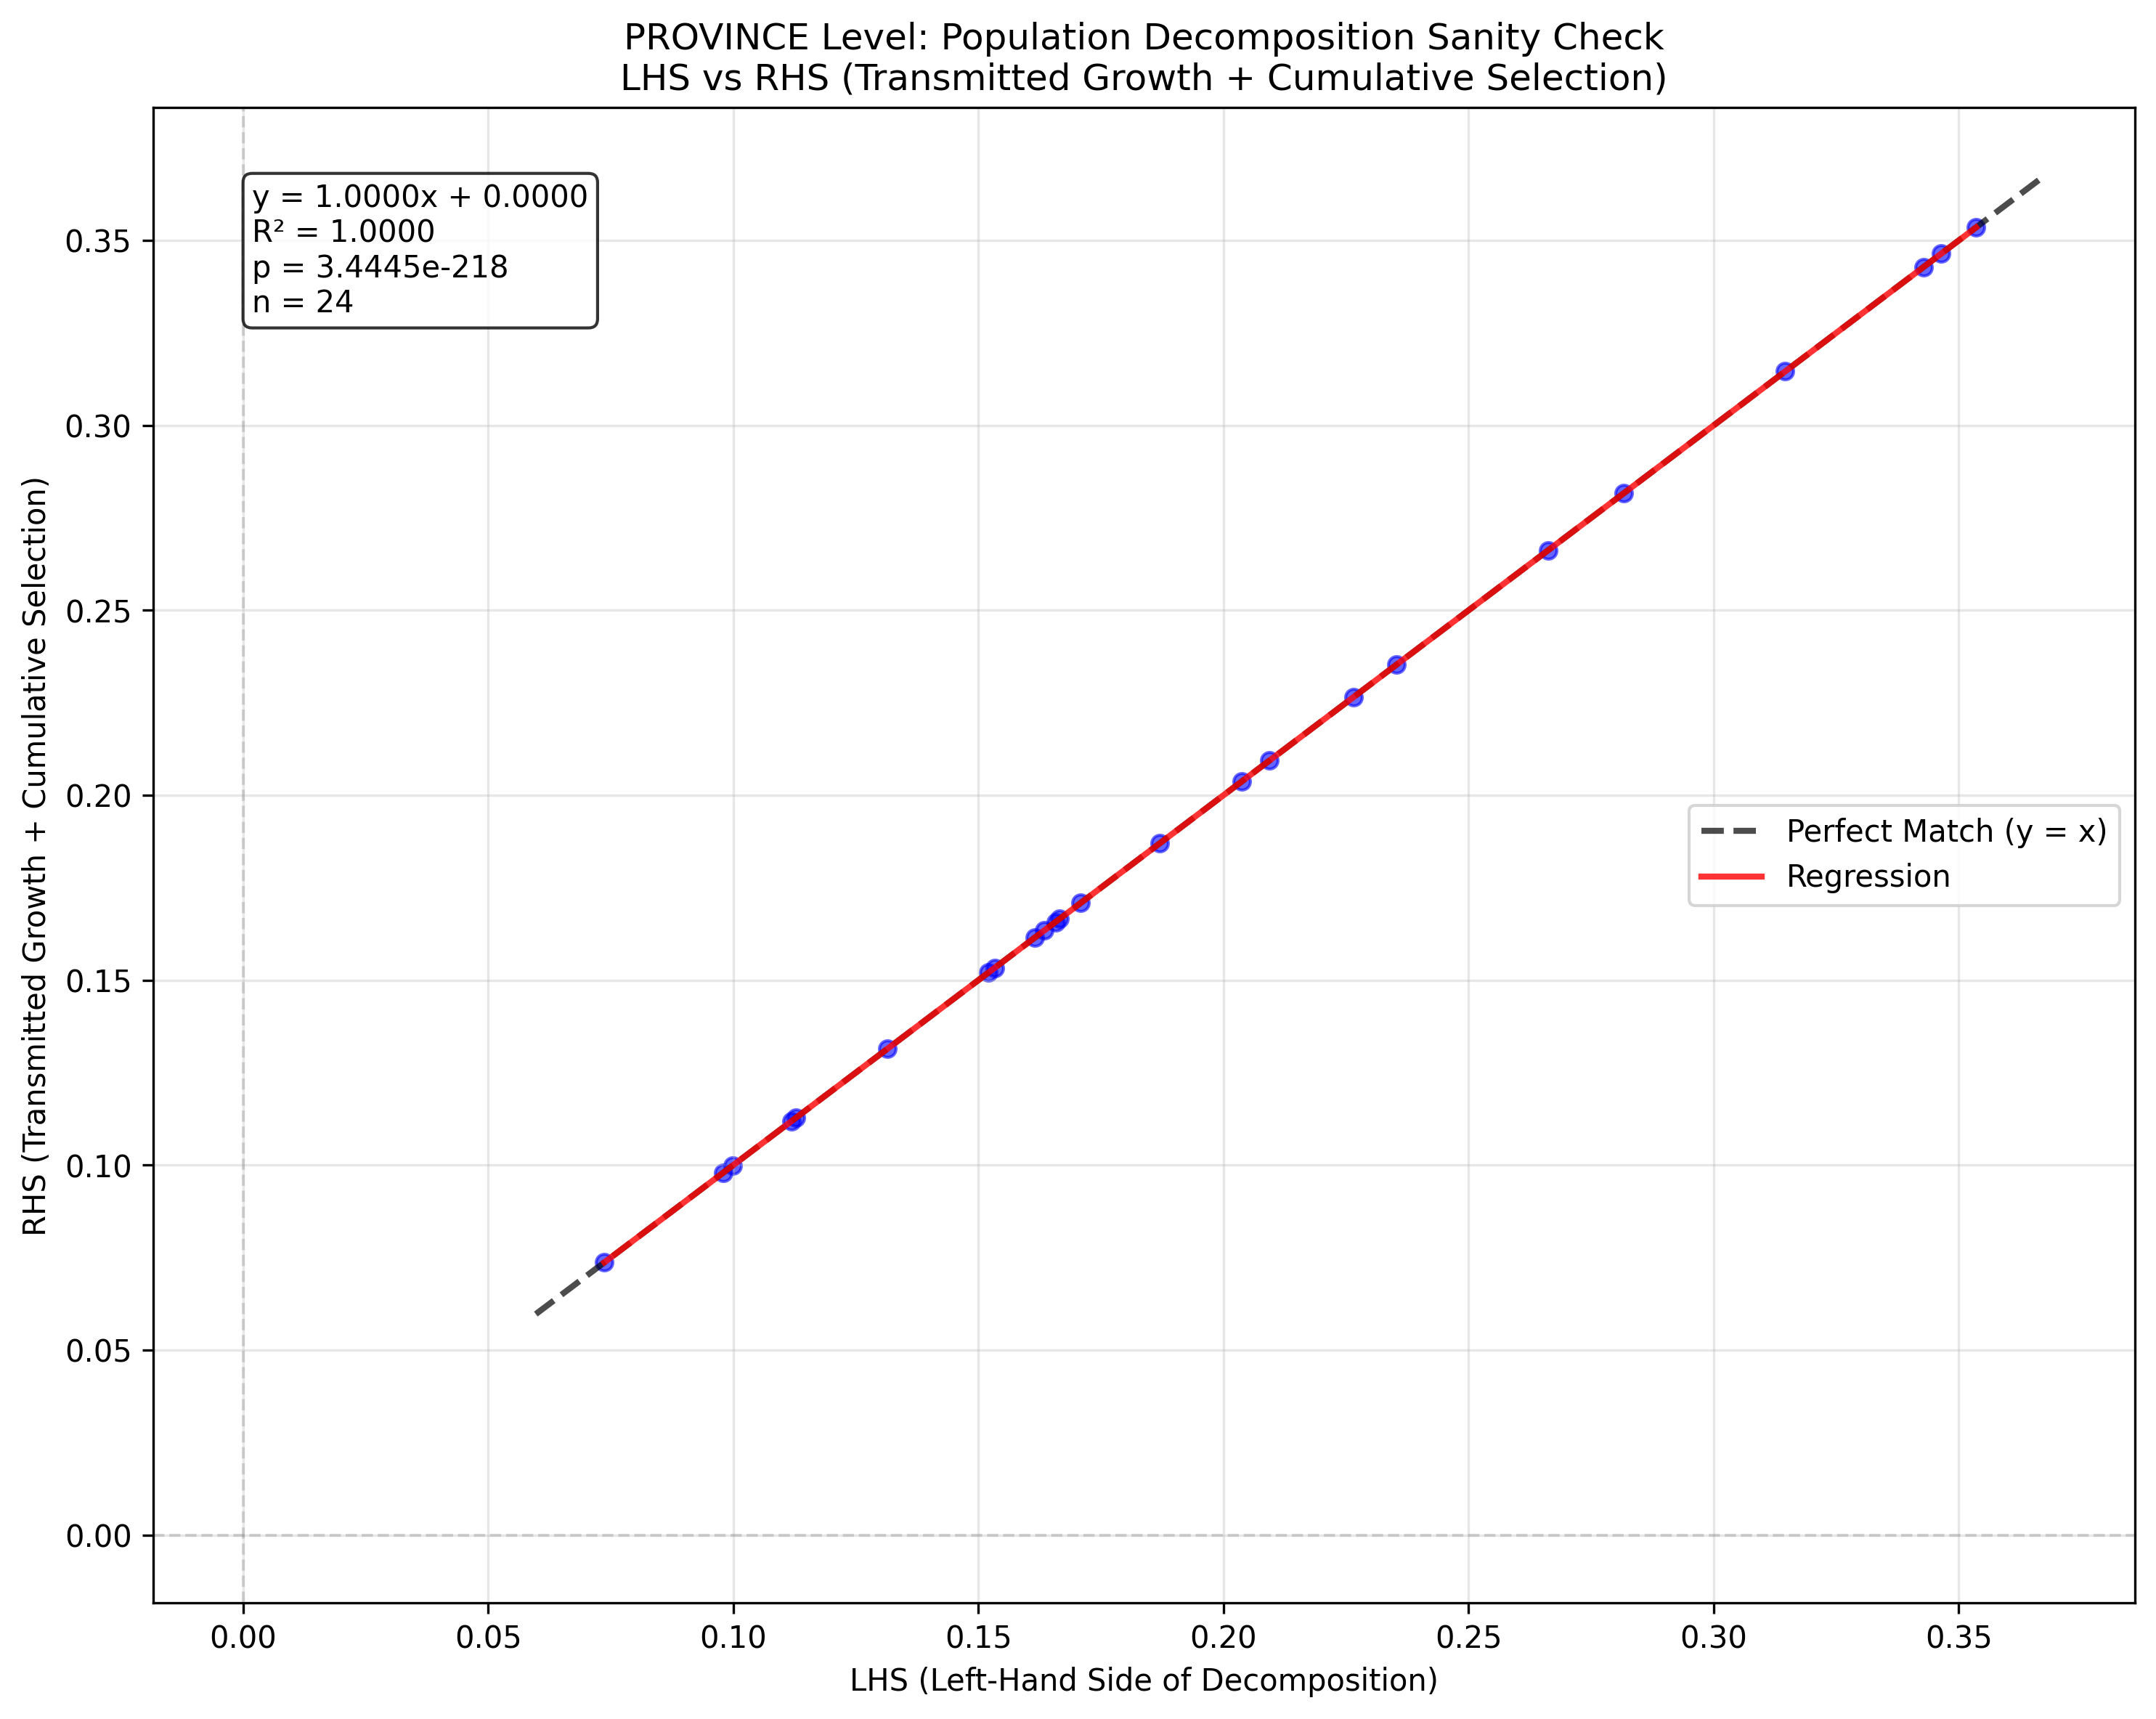 PROVINCE Level: Population Decomposition Sanity Check
LHS vs RHS (Transmitted Growth + Cumulative Selection)
y = 1.0000x + 0.0000
R² = 1.0000
p = 3.4445e-218
n = 24
RHS (Transmitted Growth + Cumulative Selection)
0.35
0.30
0.25
0.20
0.15
0.10
0.05
0.00
Perfect Match (y = x)
Regression
0.00
0.05
0.10
0.15
0.20
0.25
0.30
0.35
LHS (Left-Hand Side of Decomposition)